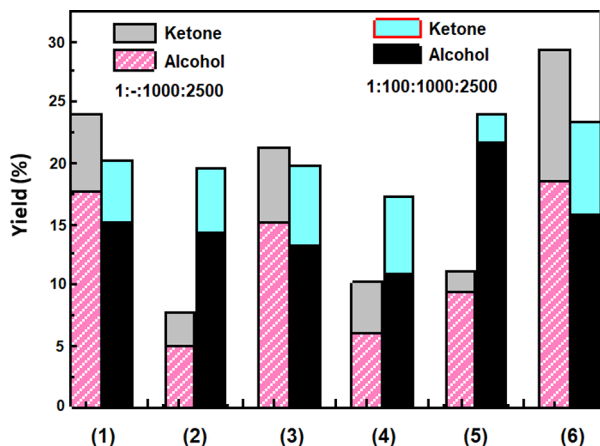 Ketone
Alcohol
1:-:1000:2500
Ketone
Alcohol
1:100:1000:2500
Yield (%)
30
25
20
15
10
5
0
(1) (2) (3) (4) (5) (6)